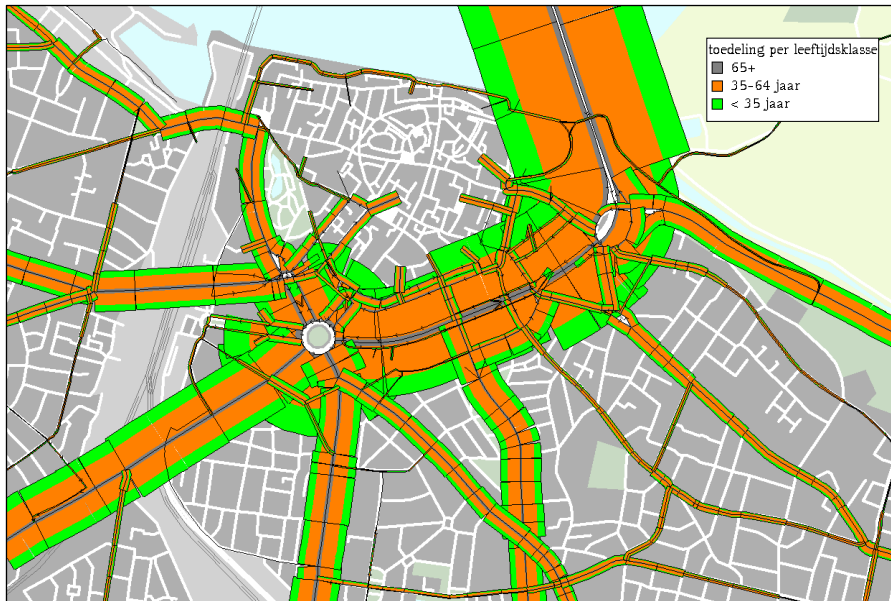 toedeling per leeftijdsklasse
65+
35-64 jaar
< 35 jaar